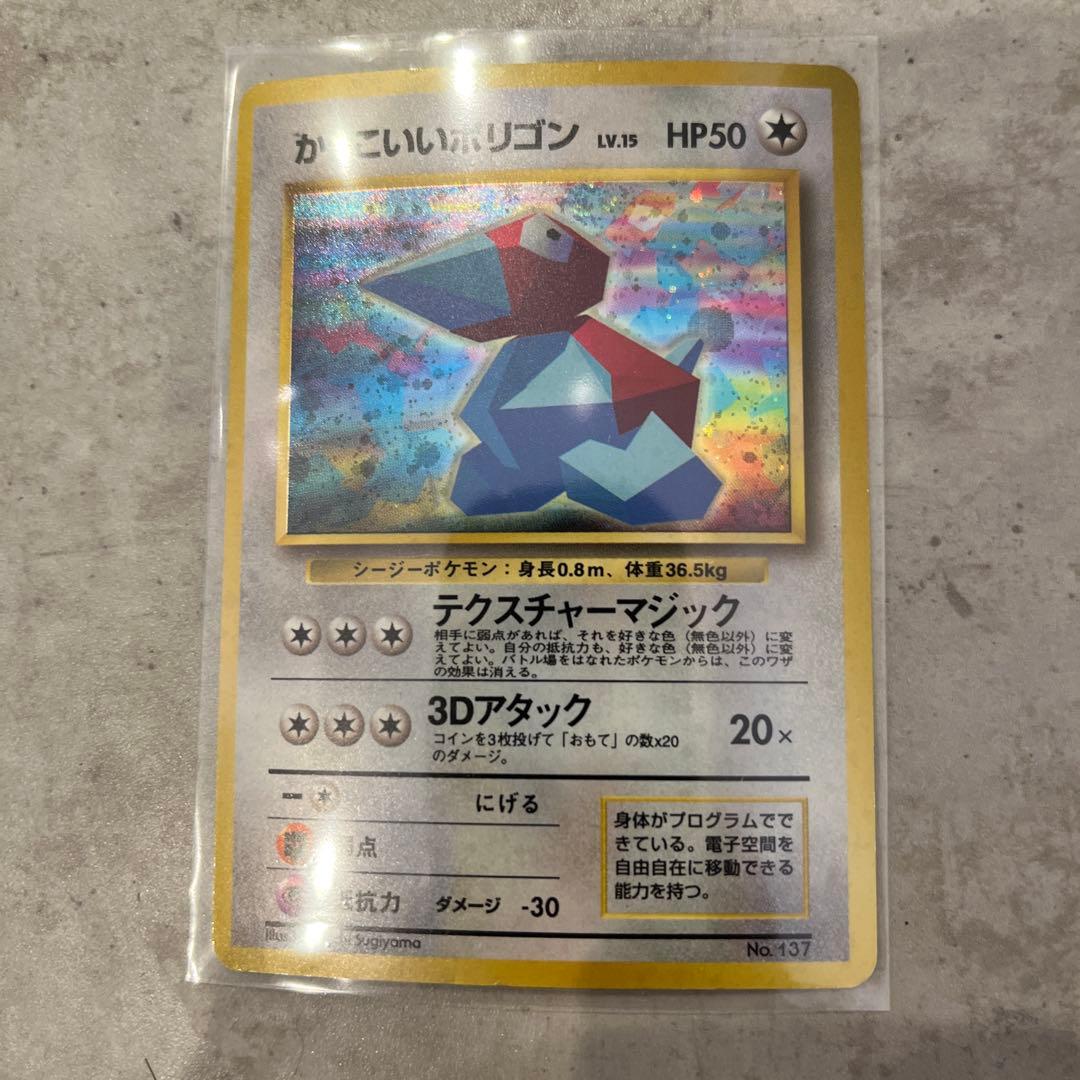 かっこいいポリゴン LV.15 HP50
シージーポケモン：身長0.8m、体重36.5kg
テクスチャーマジック
相手に弱点があれば、それを好きな色（無色以外）に変
えてよい。自分の抵抗力も、好きな色（無色以外）に変
えてよい。バトル場をはなれたポケモンからは、このワザ
の効果は消える。
3Dアタック 20×
コインを3枚投げて「おもて」の数x20
のダメージ。
にげる
弱点
抵抗力 ダメージ -30
身体がプログラムでで
きている。電子空間を
自由自在に移動できる
能力を持つ。
Illus. Sugiyama
No. 137